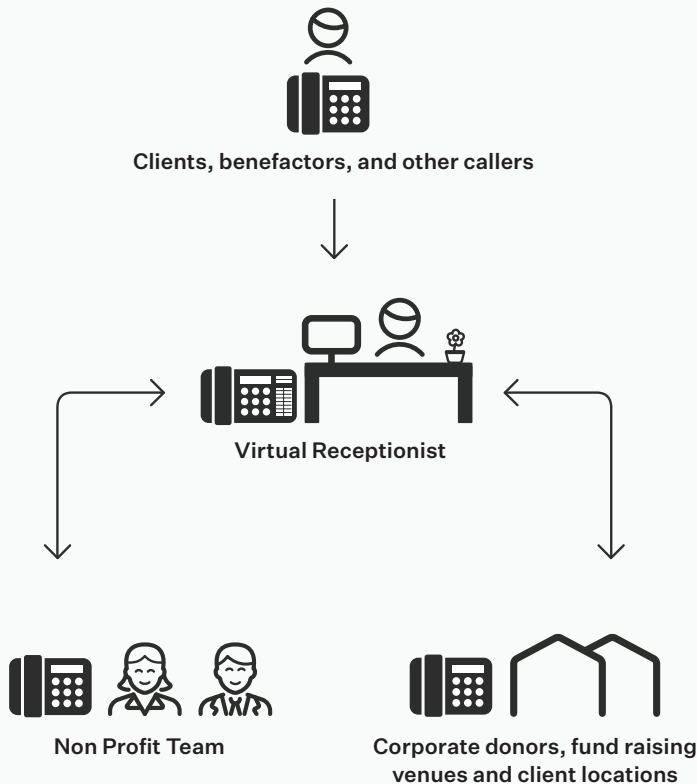 Clients, benefactors, and other callers
Virtual Receptionist
Non Profit Team
Corporate donors, fund raising
venues and client locations